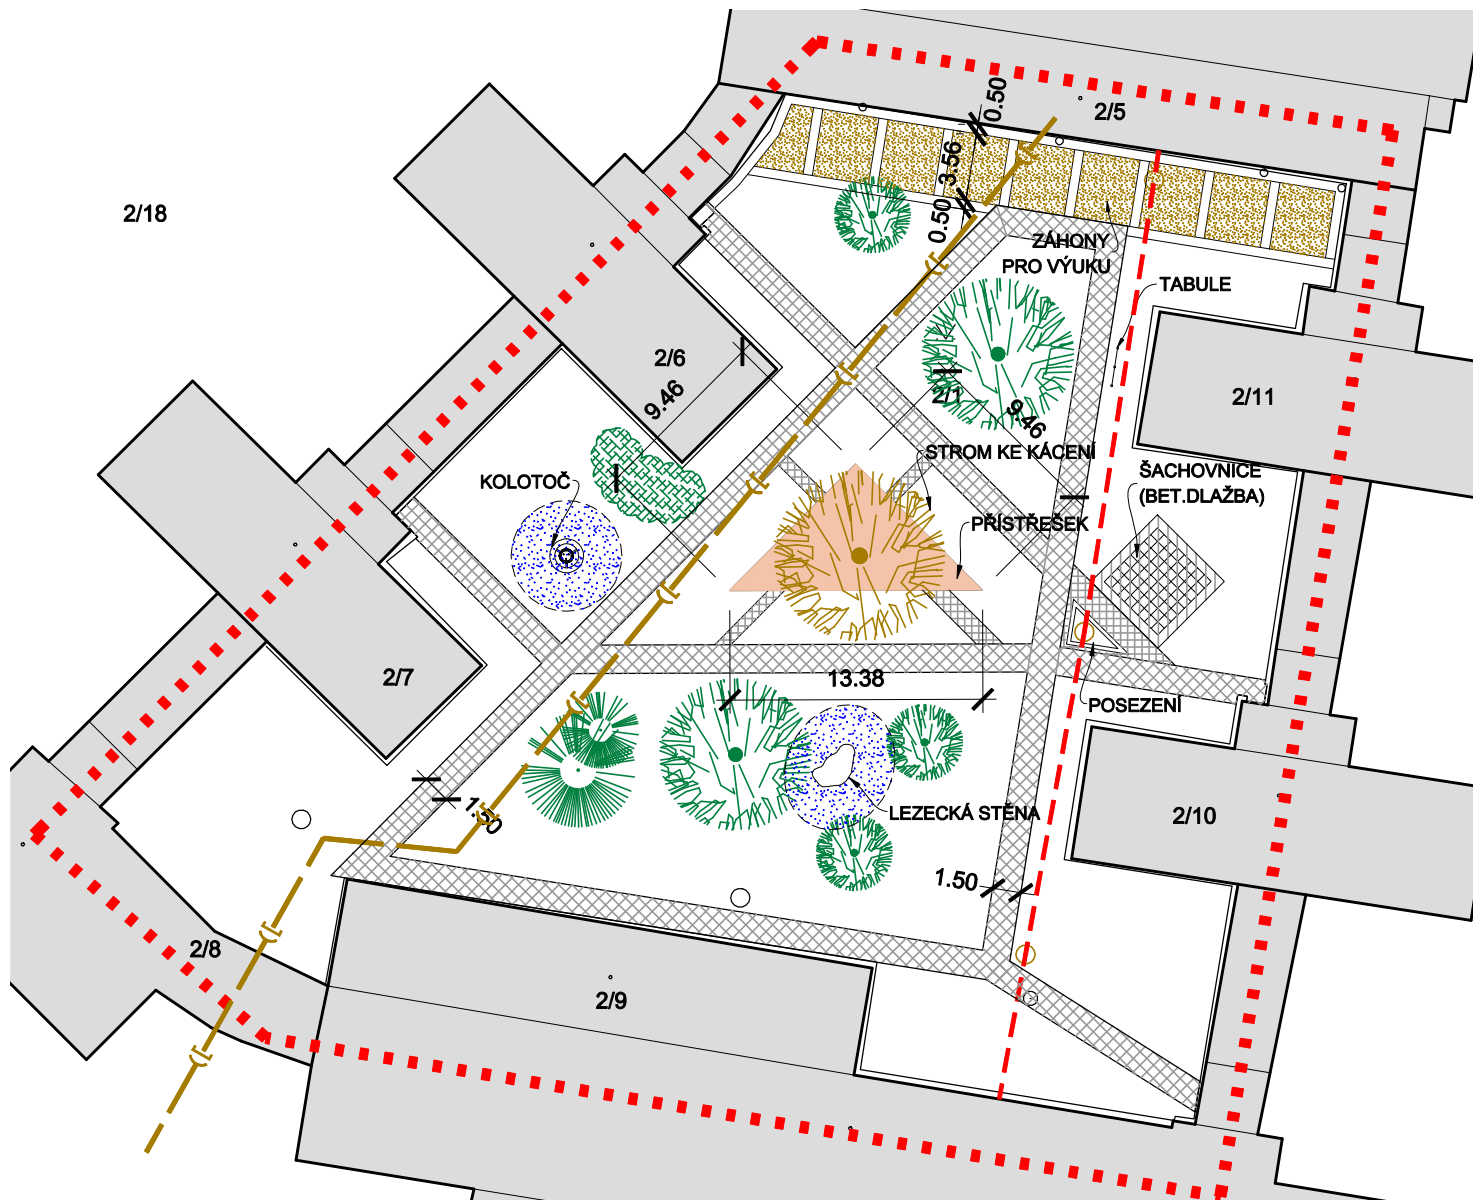 0.50
2/5
3.56
2/18
0.50
ZÁHONY
PRO VÝUKU
TABULE
2/6
2/1
2/11
9.46
9.46
STROM KE KÁCENÍ
ŠACHOVNICE
(BET.DLAŽBA)
KOLOTOČ
PŘÍSTŘEŠEK
2/7
13.38
POSEZENÍ
1.50
LEZECKÁ STĚNA
2/10
1.50
2/8
2/9